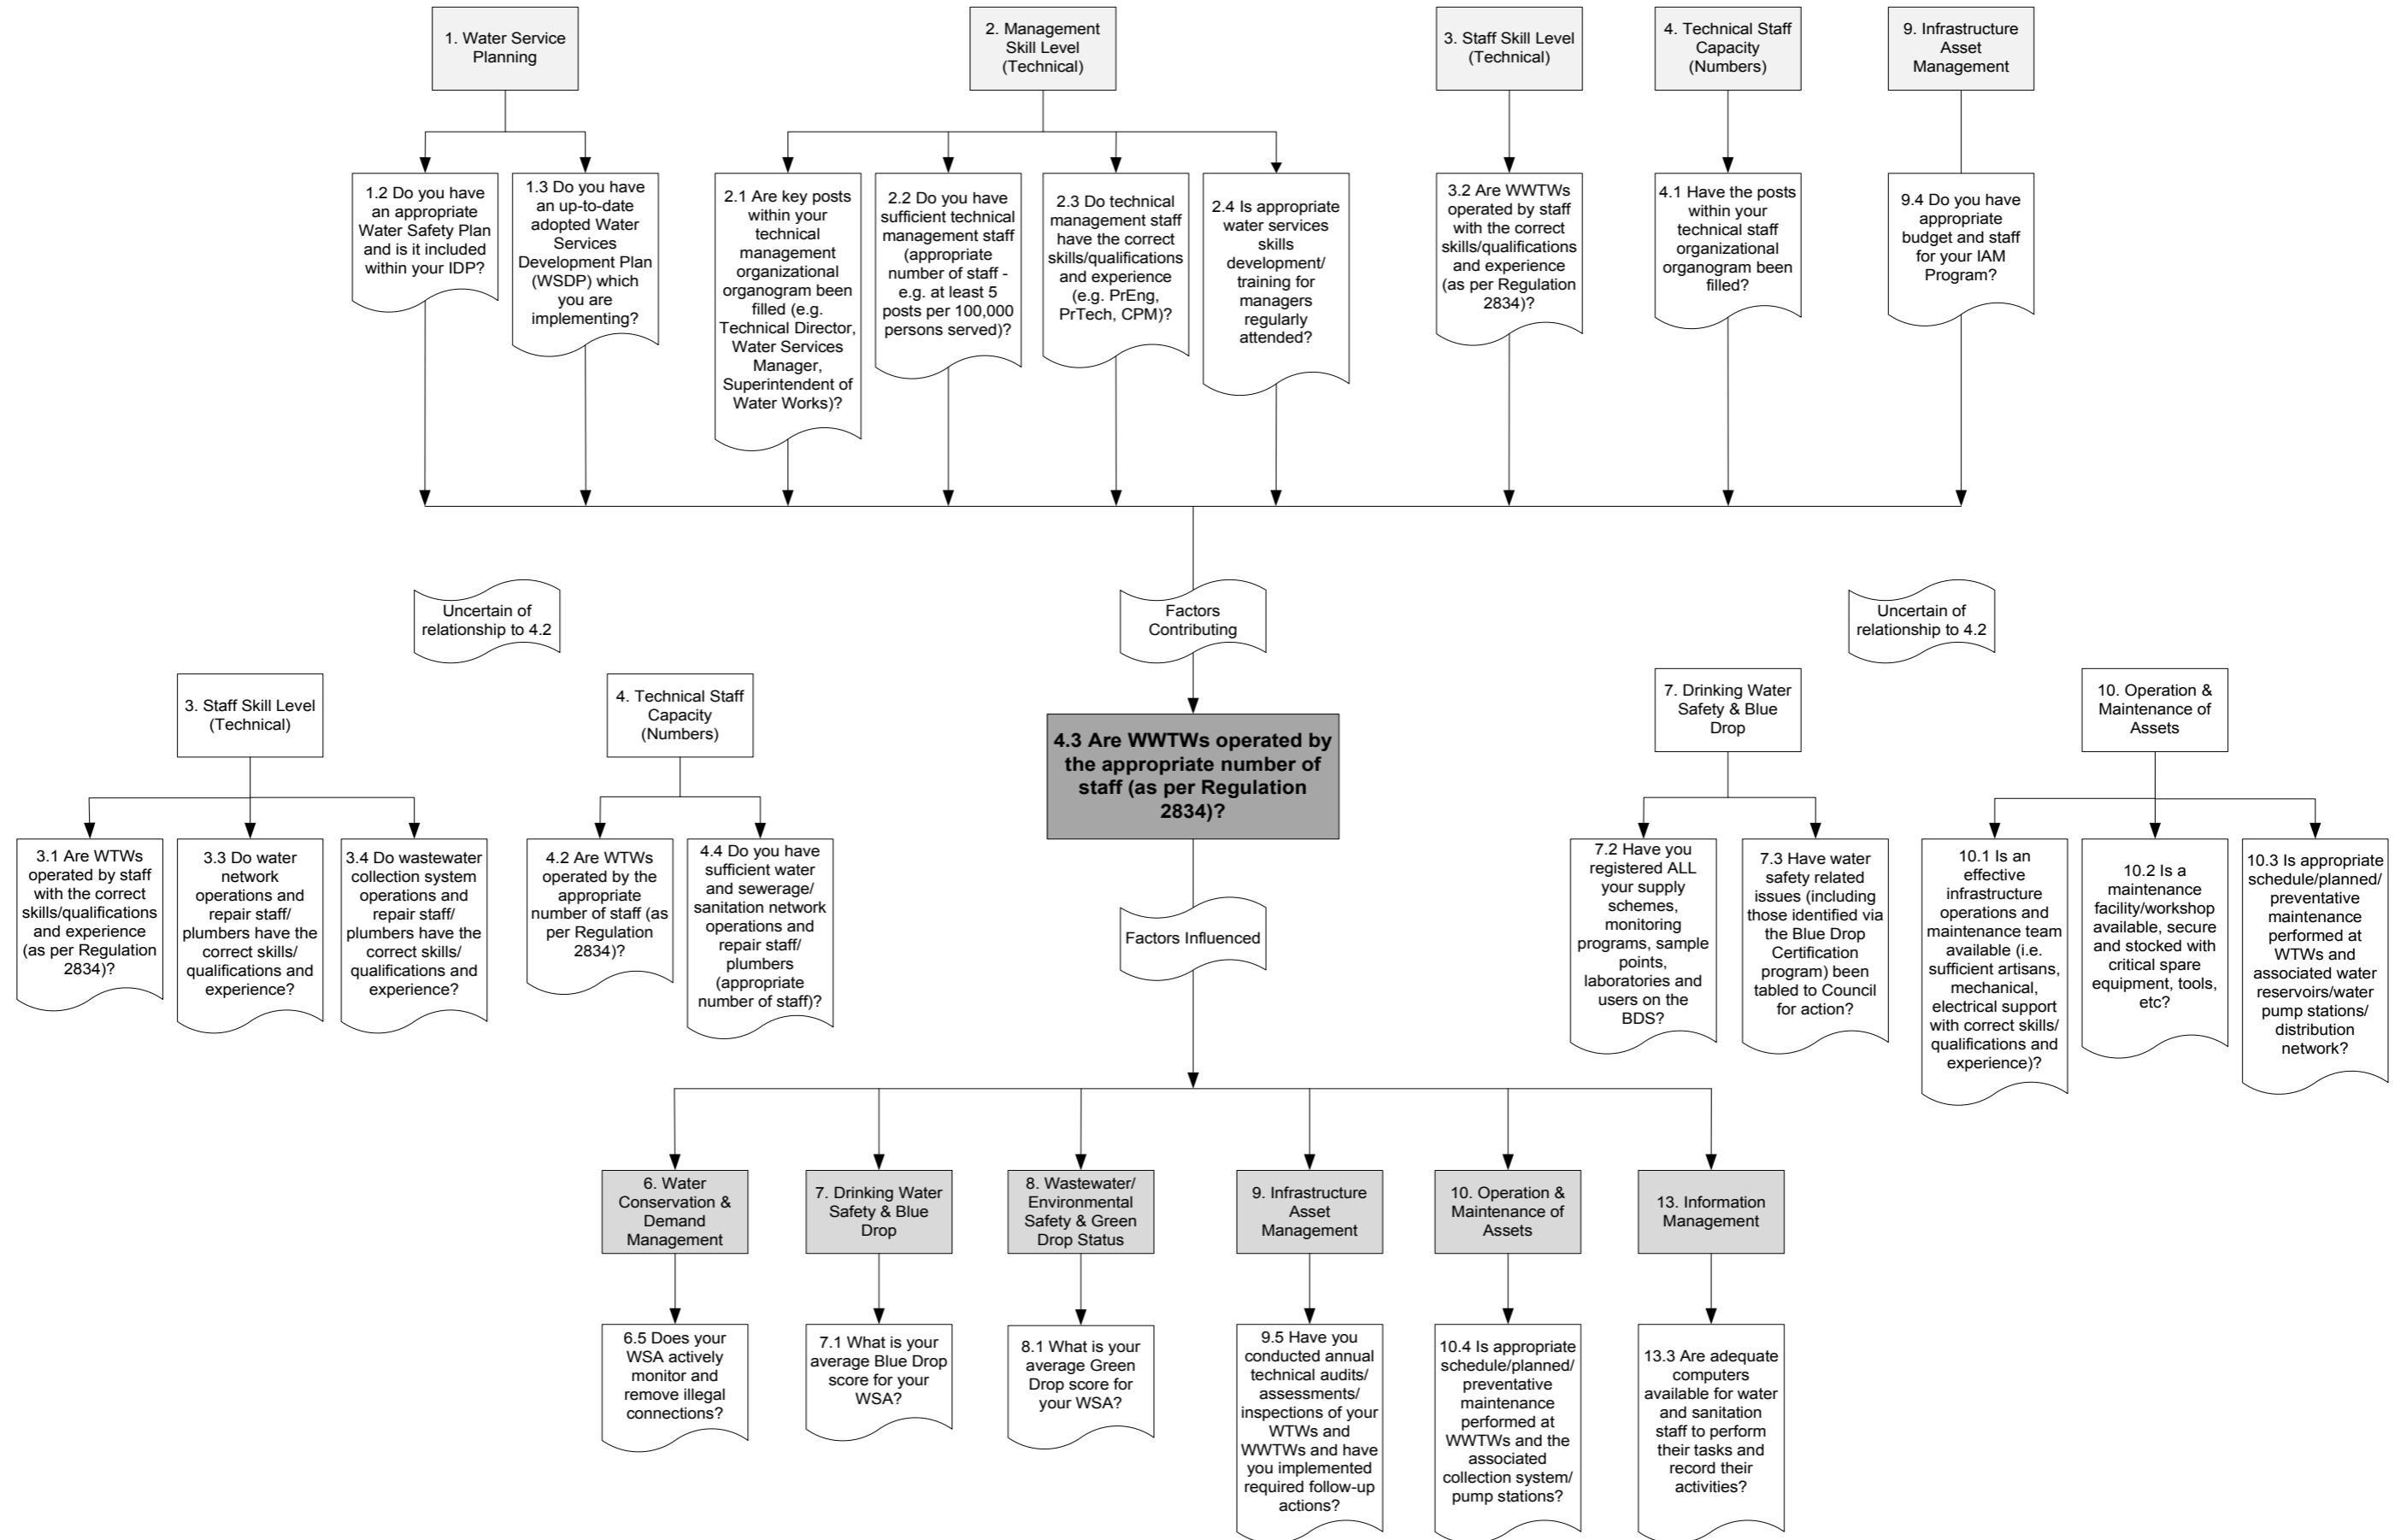 1. Water Service
Planning
2. Management
Skill Level
(Technical)
3. Staff Skill Level
(Technical)
4. Technical Staff
Capacity
(Numbers)
9. Infrastructure
Asset
Management
1.2 Do you have
an appropriate
Water Safety Plan
and is it included
within your IDP?
1.3 Do you have
an up-to-date
adopted Water
Services
Development Plan
(WSDP) which
you are
implementing?
2.1 Are key posts
within your
technical
management
organizational
organogram been
filled (e.g.
Technical Director,
Water Services
Manager,
Superintendent of
Water Works)?
2.2 Do you have
sufficient technical
management staff
(appropriate
number of staff -
e.g. at least 5
posts per 100,000
persons served)?
2.3 Do technical
management staff
have the correct
skills/qualifications
and experience
(e.g. PrEng,
PrTech, CPM)?
2.4 Is appropriate
water services
skills
development/
training for
managers
regularly
attended?
3.2 Are WWTWs
operated by staff
with the correct
skills/qualifications
and experience
(as per Regulation
2834)?
4.1 Have the posts
within your
technical staff
organizational
organogram been
filled?
9.4 Do you have
appropriate
budget and staff
for your IAM
Program?
Uncertain of
relationship to 4.2
Factors
Contributing
Uncertain of
relationship to 4.2
3. Staff Skill Level
(Technical)
4. Technical Staff
Capacity
(Numbers)
4.3 Are WWTWs operated by
the appropriate number of
staff (as per Regulation
2834)?
7. Drinking Water
Safety & Blue
Drop
10. Operation &
Maintenance of
Assets
3.1 Are WTWs
operated by staff
with the correct
skills/qualifications
and experience
(as per Regulation
2834)?
3.3 Do water
network
operations and
repair staff/
plumbers have the
correct skills/
qualifications and
experience?
3.4 Do wastewater
collection system
operations and
repair staff/
plumbers have the
correct skills/
qualifications and
experience?
4.2 Are WTWs
operated by the
appropriate
number of staff (as
per Regulation
2834)?
4.4 Do you have
sufficient water
and sewerage/
sanitation network
operations and
repair staff/
plumbers
(appropriate
number of staff)?
Factors Influenced
7.2 Have you
registered ALL
your supply
schemes,
monitoring
programs, sample
points,
laboratories and
users on the
BDS?
7.3 Have water
safety related
issues (including
those identified via
the Blue Drop
Certification
program) been
tabled to Council
for action?
10.1 Is an
effective
infrastructure
operations and
maintenance team
available (i.e.
sufficient artisans,
mechanical,
electrical support
with correct skills/
qualifications and
experience)?
10.2 Is a
maintenance
facility/workshop
available, secure
and stocked with
critical spare
equipment, tools,
etc?
10.3 Is appropriate
schedule/planned/
preventative
maintenance
performed at
WTWs and
associated water
reservoirs/water
pump stations/
distribution
network?
6. Water
Conservation &
Demand
Management
7. Drinking Water
Safety & Blue
Drop
8. Wastewater/
Environmental
Safety & Green
Drop Status
9. Infrastructure
Asset
Management
10. Operation &
Maintenance of
Assets
13. Information
Management
6.5 Does your
WSA actively
monitor and
remove illegal
connections?
7.1 What is your
average Blue Drop
score for your
WSA?
8.1 What is your
average Green
Drop score for
your WSA?
9.5 Have you
conducted annual
technical audits/
assessments/
inspections of your
WTWs and
WWTWs and have
you implemented
required follow-up
actions?
10.4 Is appropriate
schedule/planned/
preventative
maintenance
performed at
WWTWs and the
associated
collection system/
pump stations?
13.3 Are adequate
computers
available for water
and sanitation
staff to perform
their tasks and
record their
activities?